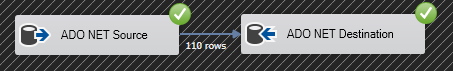 ADO NET Source
110 rows
ADO NET Destination